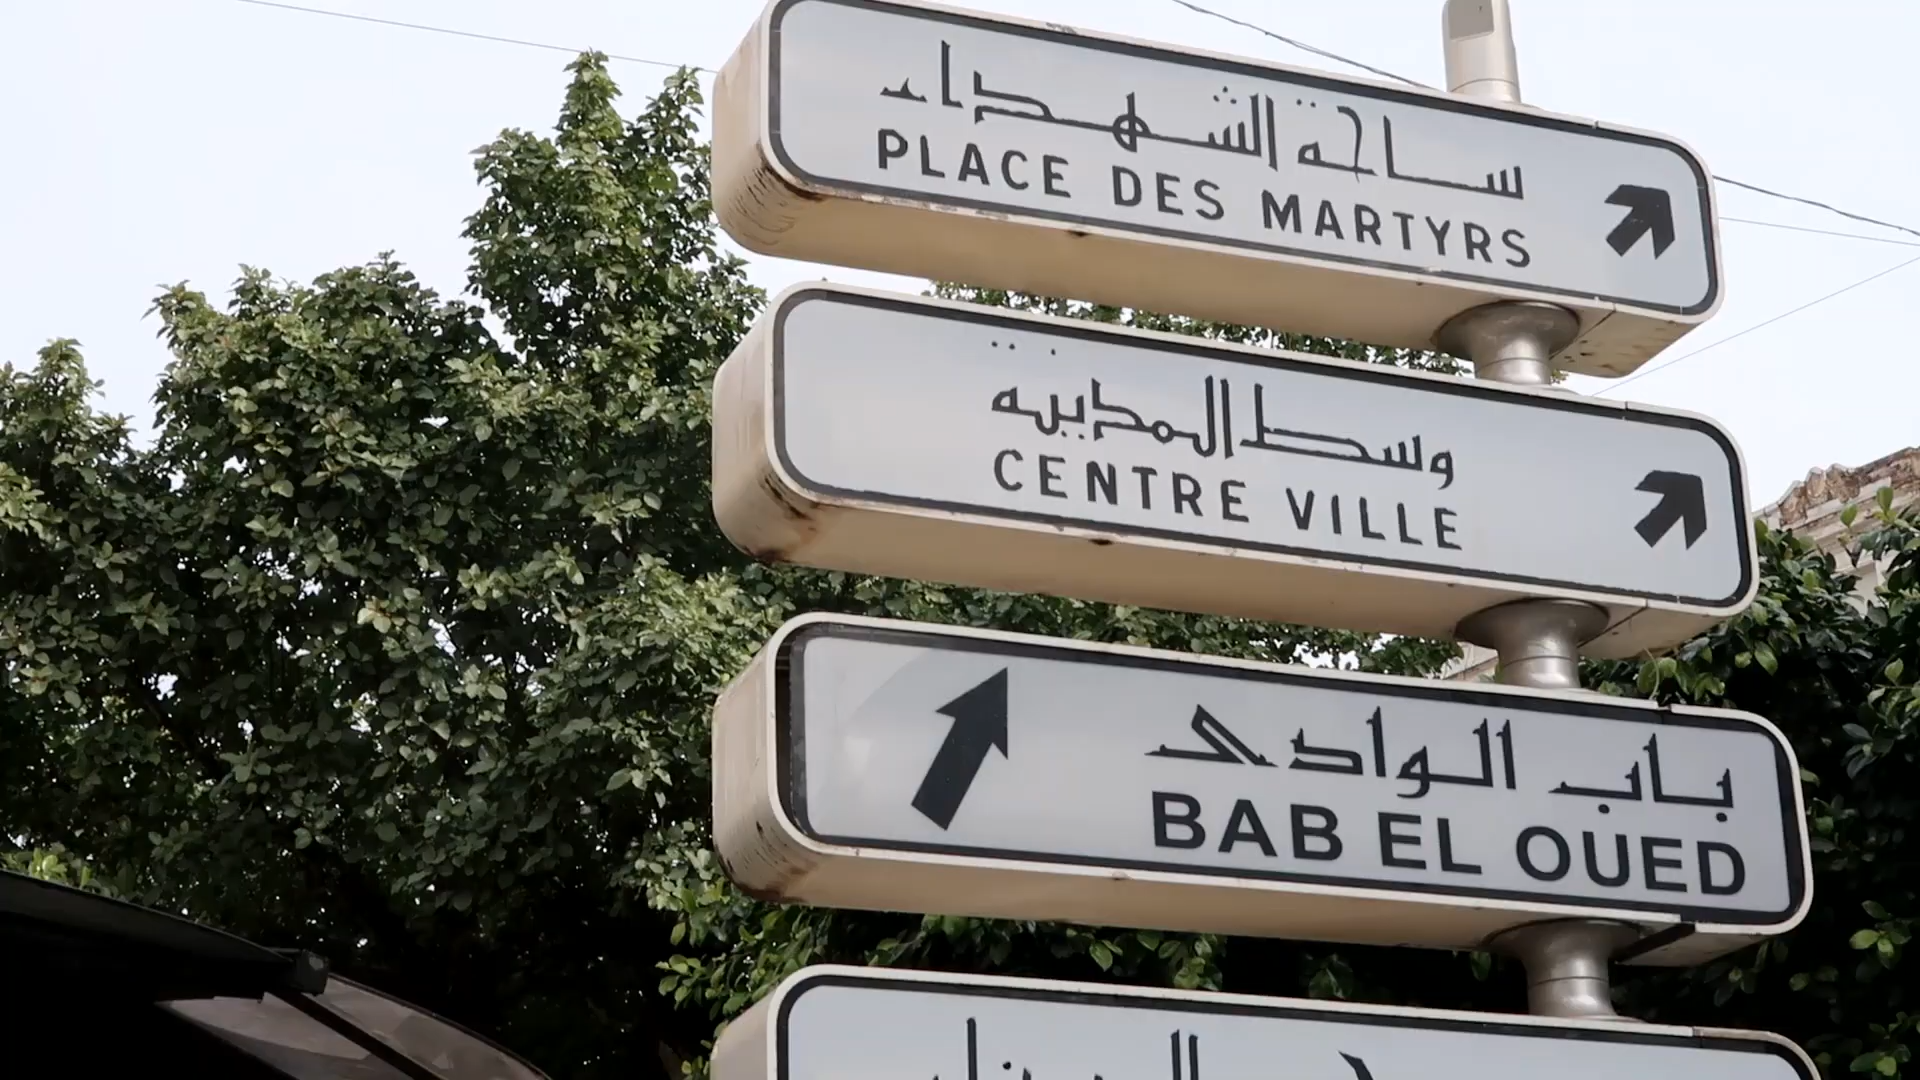 ساحة الشهداء
PLACE DES MARTYRS
وسط المدينة
CENTRE VILLE
باب الوادي
BAB EL OUED